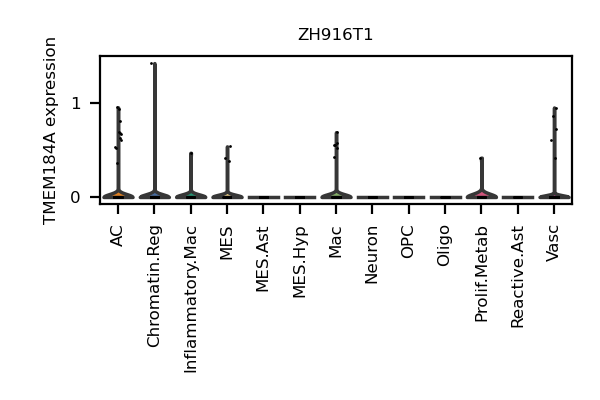 ZH916T1
TMEM184A expression
1
0
AC
Chromatin.Reg
Inflammatory.Mac
MES
MES.Ast
MES.Hyp
Mac
Neuron
OPC
Oligo
Prolif.Metab
Reactive.Ast
Vasc